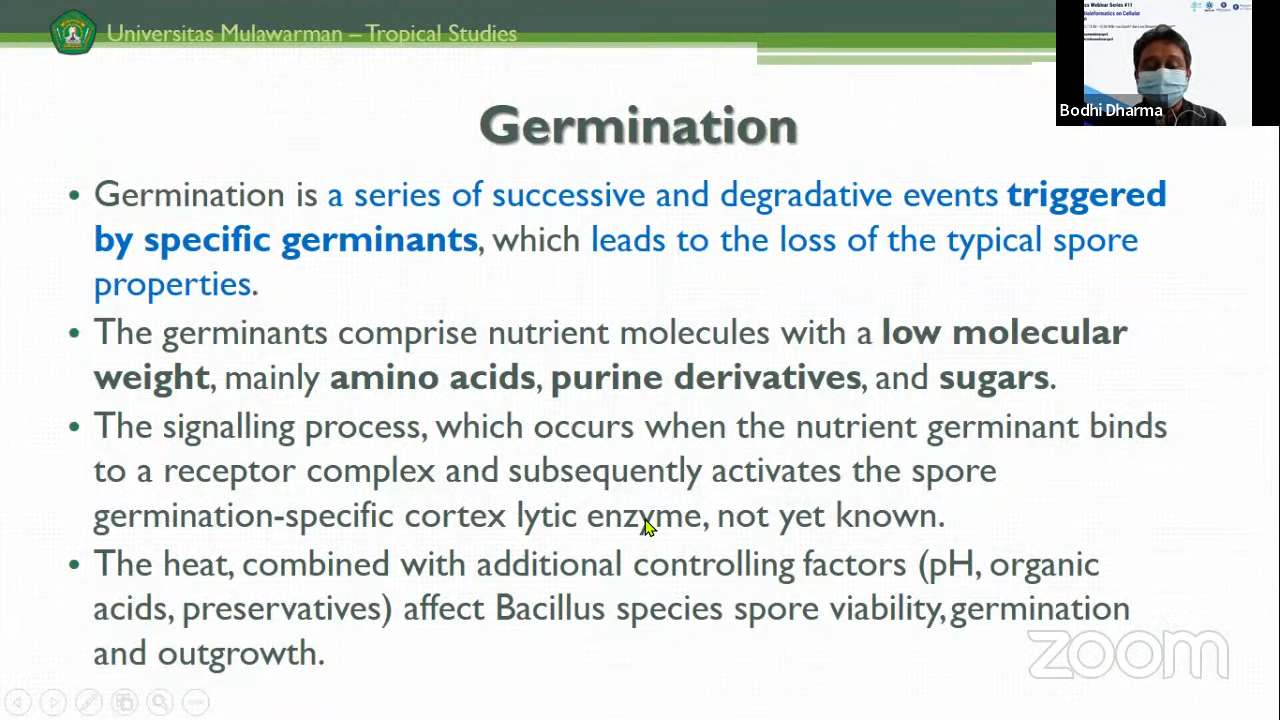 Universitas Mulawarman – Tropical Studies
Bodhi Dharma
Germination
• Germination is a series of successive and degradative events triggered
by specific germinants, which leads to the loss of the typical spore
properties.
• The germinants comprise nutrient molecules with a low molecular
weight, mainly amino acids, purine derivatives, and sugars.
• The signalling process, which occurs when the nutrient germinant binds
to a receptor complex and subsequently activates the spore
germination-specific cortex lytic enzyme, not yet known.
• The heat, combined with additional controlling factors (pH, organic
acids, preservatives) affect Bacillus species spore viability, germination
and outgrowth.
zoom